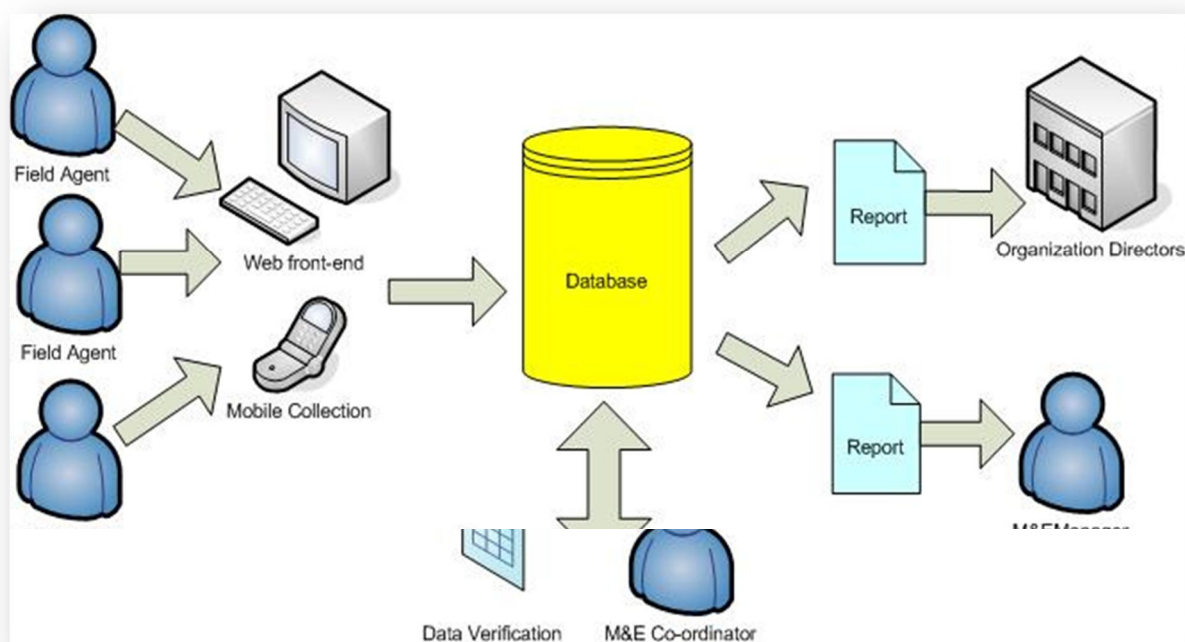 Field Agent
Field Agent
Web front-end
Mobile Collection
Database
Report
Organization Directors
Report
Data Verification
M&E Co-ordinator